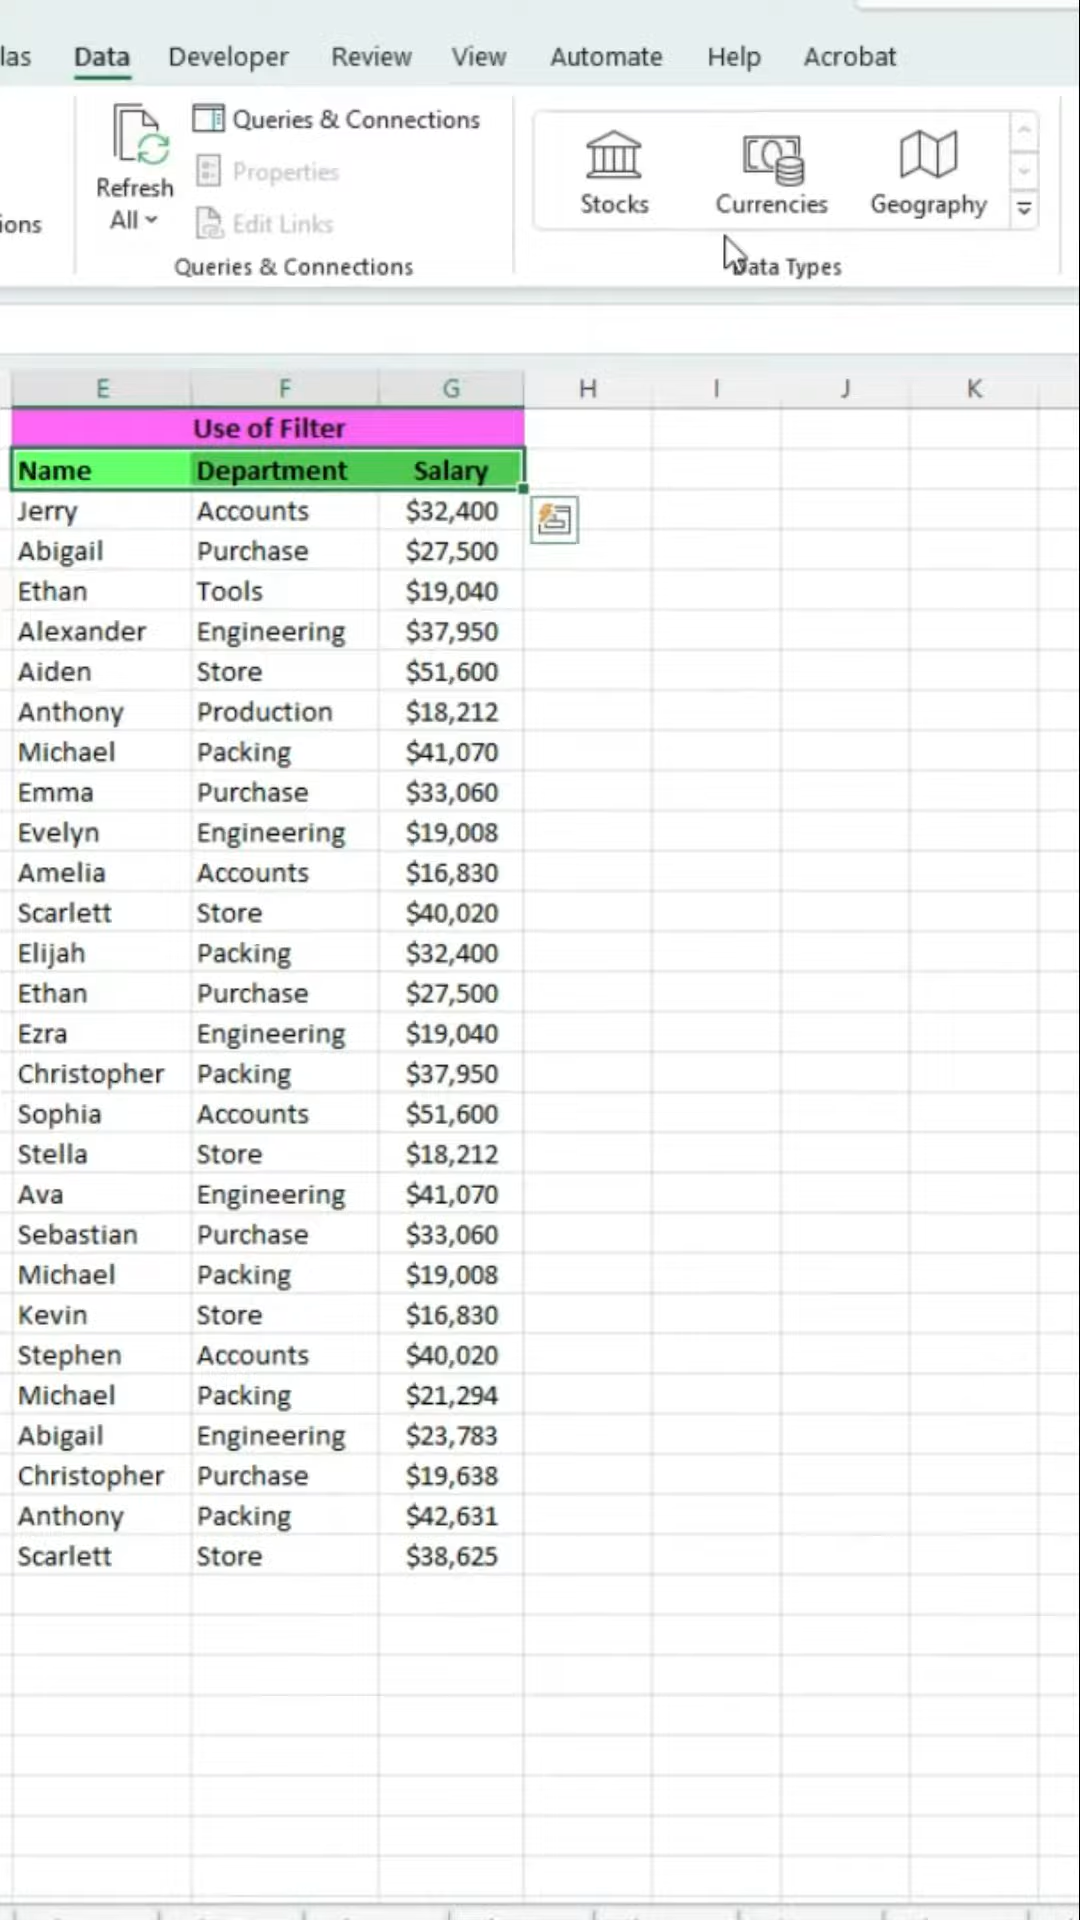 las Data Developer Review View Automate Help Acrobat
Queries & Connections
Properties
Edit Links
Refresh
All
ions
Queries & Connections
Stocks Currencies Geography
Data Types
E F G H I J K
Use of Filter
Name Department Salary
Jerry Accounts $32,400
Abigail Purchase $27,500
Ethan Tools $19,040
Alexander Engineering $37,950
Aiden Store $51,600
Anthony Production $18,212
Michael Packing $41,070
Emma Purchase $33,060
Evelyn Engineering $19,008
Amelia Accounts $16,830
Scarlett Store $40,020
Elijah Packing $32,400
Ethan Purchase $27,500
Ezra Engineering $19,040
Christopher Packing $37,950
Sophia Accounts $51,600
Stella Store $18,212
Ava Engineering $41,070
Sebastian Purchase $33,060
Michael Packing $19,008
Kevin Store $16,830
Stephen Accounts $40,020
Michael Packing $21,294
Abigail Engineering $23,783
Christopher Purchase $19,638
Anthony Packing $42,631
Scarlett Store $38,625